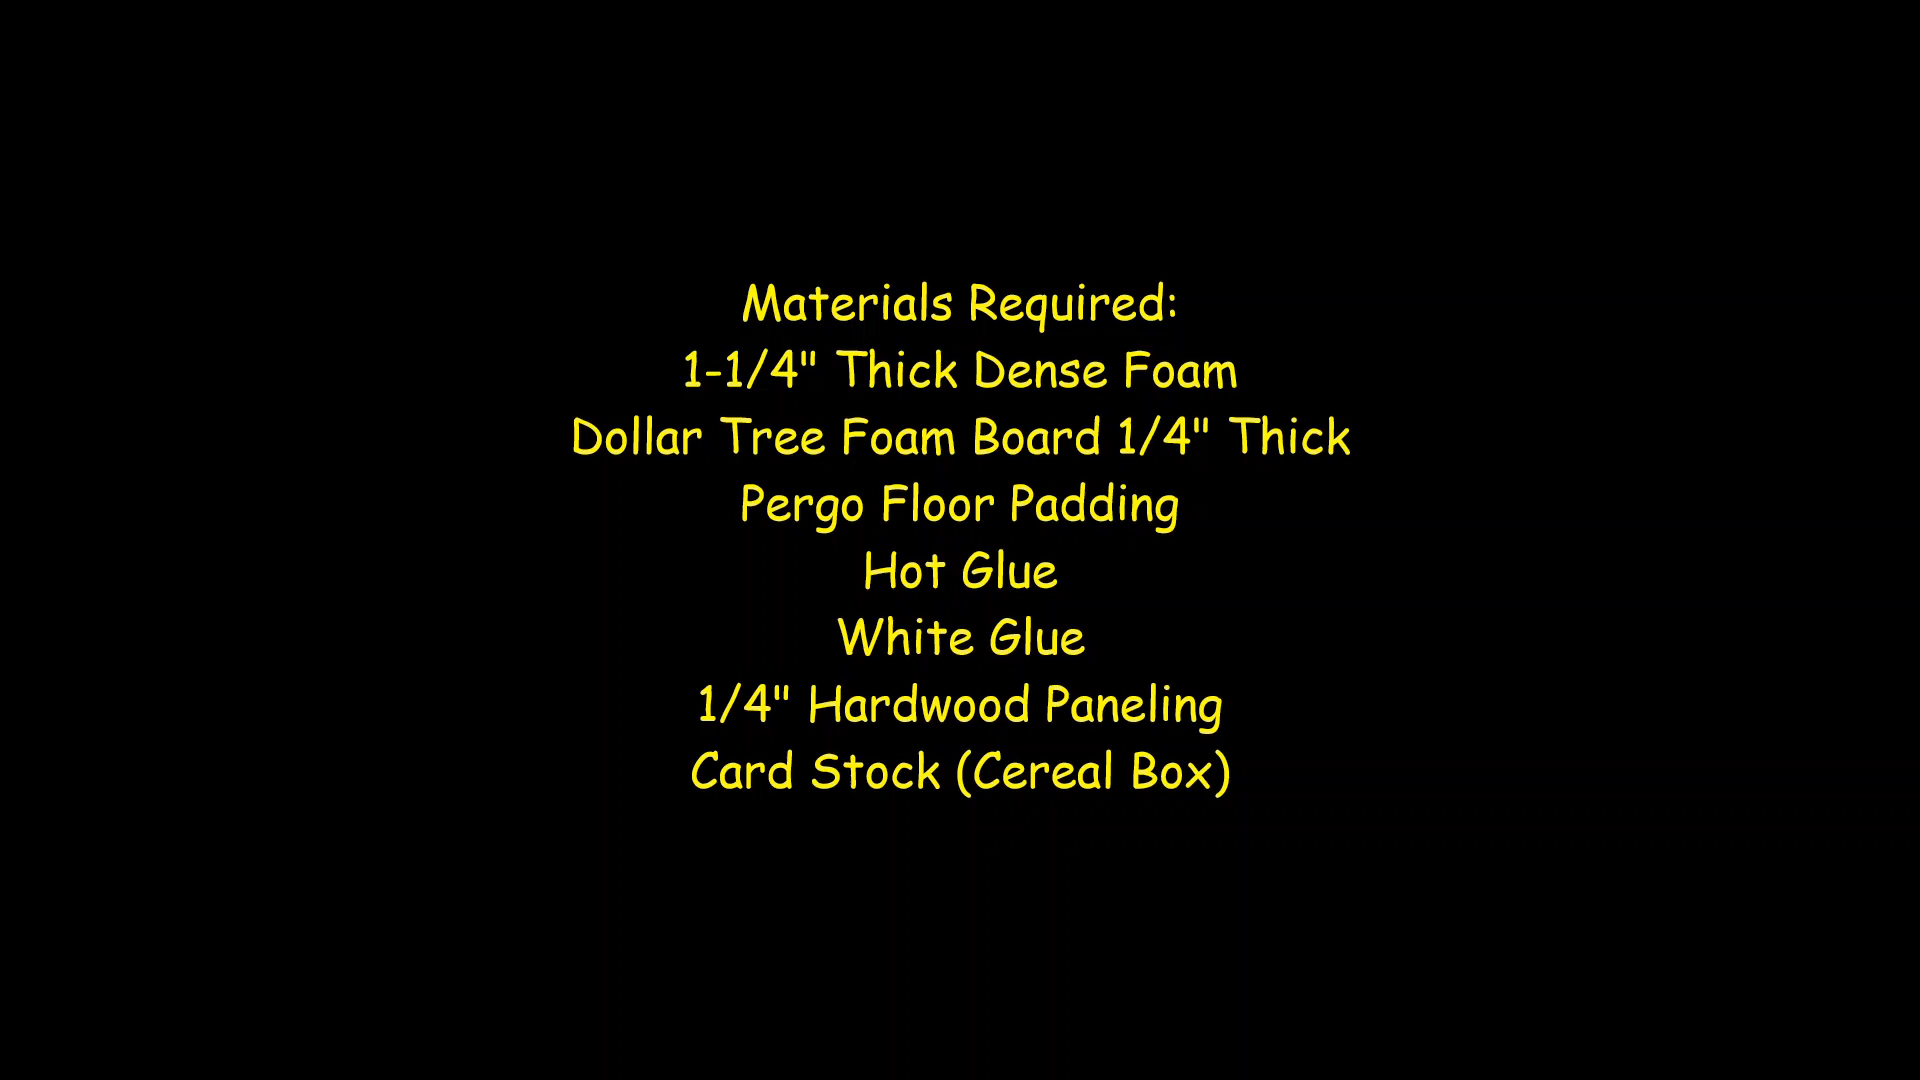 Materials Required:
1-1/4" Thick Dense Foam
Dollar Tree Foam Board 1/4" Thick
Pergo Floor Padding
Hot Glue
White Glue
1/4" Hardwood Paneling
Card Stock (Cereal Box)